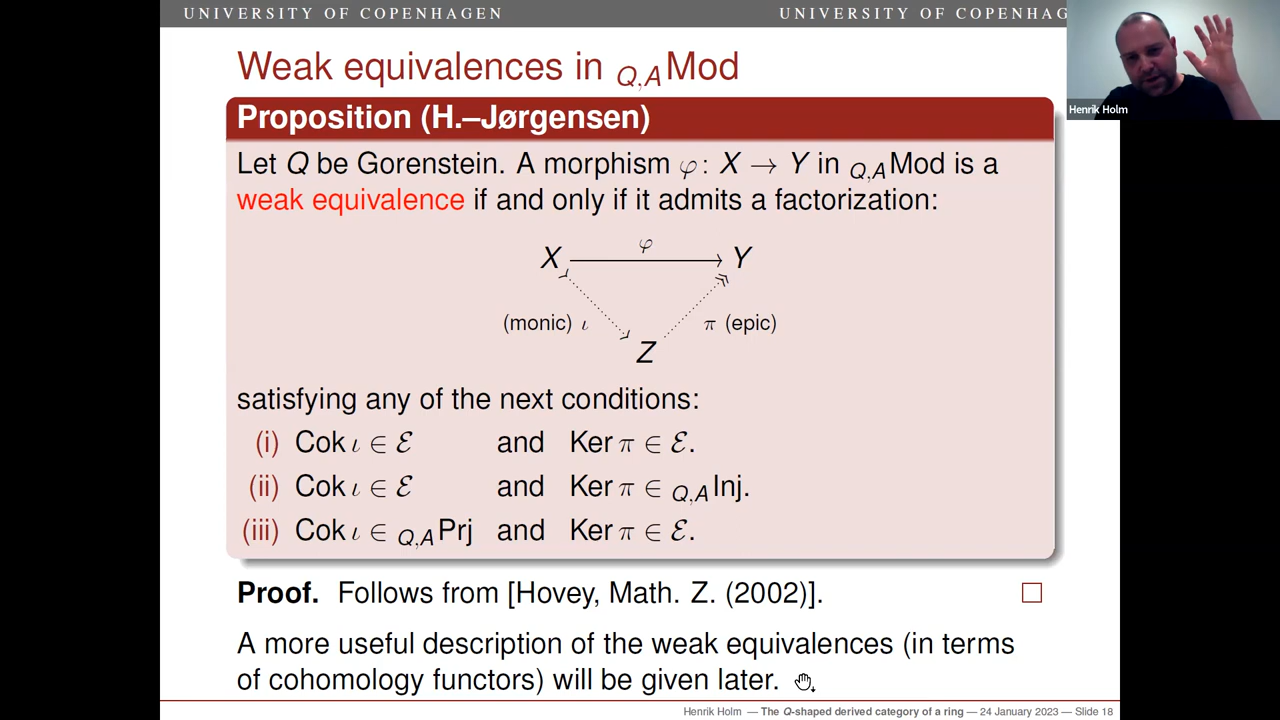 UNIVERSITY OF COPENHAGEN UNIVERSITY OF COPENHAG
Henrik Holm
Weak equivalences in Q,AMod
Proposition (H.–Jørgensen)
Let Q be Gorenstein. A morphism φ: X → Y in Q,AMod is a
weak equivalence if and only if it admits a factorization:
φ
X Y
(monic) ι π (epic)
Z
satisfying any of the next conditions:
(i) Cok ι ∈ ℰ and Ker π ∈ ℰ.
(ii) Cok ι ∈ ℰ and Ker π ∈ Q,AInj.
(iii) Cok ι ∈ Q,APrj and Ker π ∈ ℰ.
Proof. Follows from [Hovey, Math. Z. (2002)]. □
A more useful description of the weak equivalences (in terms
of cohomology functors) will be given later.
Henrik Holm — The Q-shaped derived category of a ring — 24 January 2023 — Slide 18